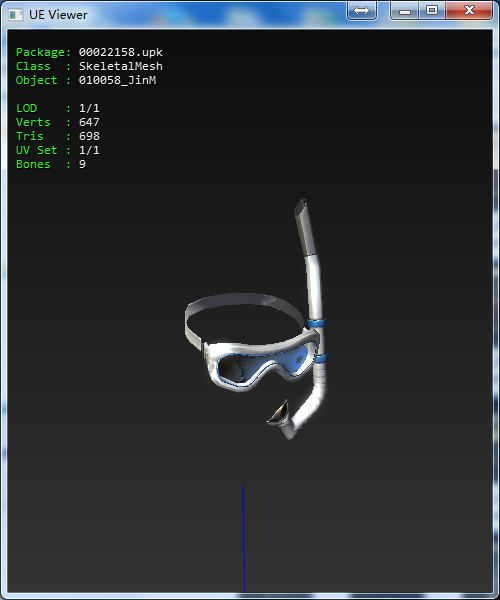 UE Viewer
Package: 00022158.upk
Class  : SkeletalMesh
Object : 010058_JinM
LOD    : 1/1
Verts  : 647
Tris   : 698
UV Set : 1/1
Bones  : 9